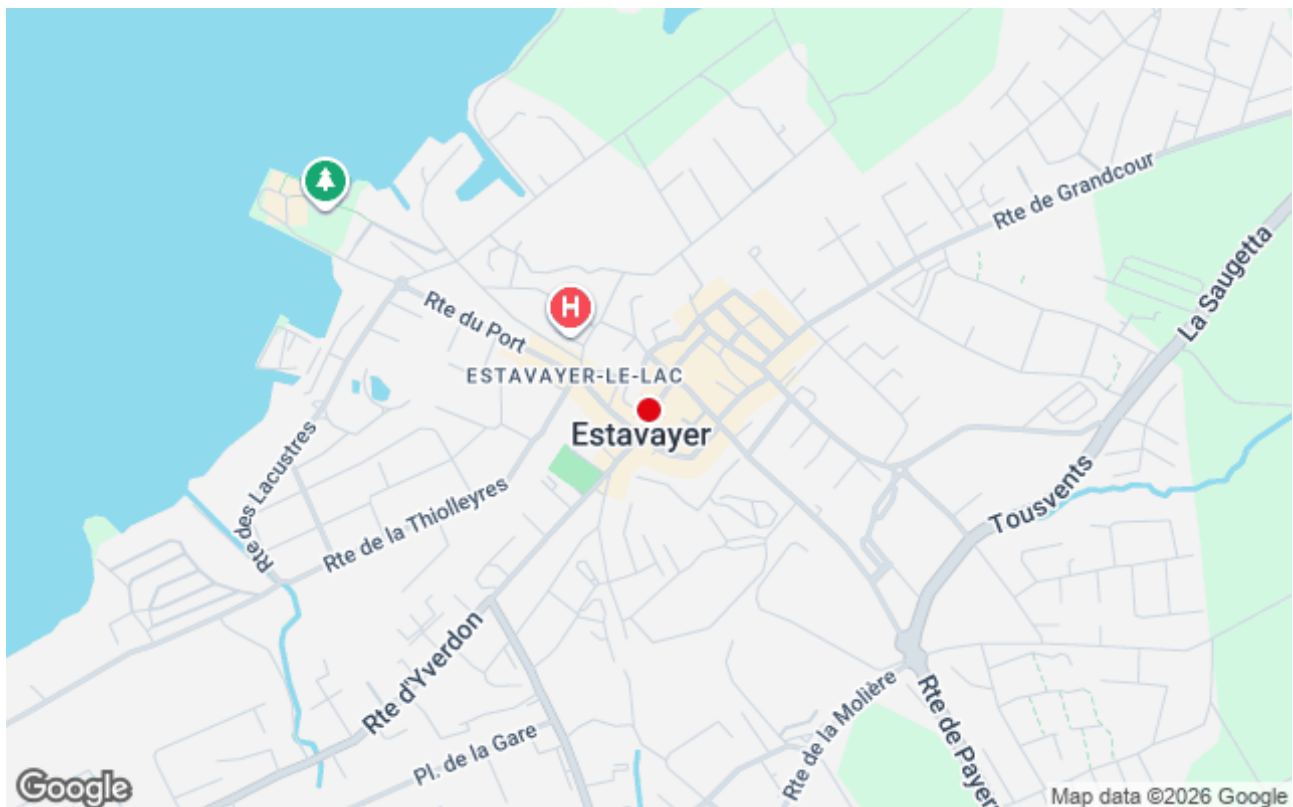 Rte de Grandcour
La Saugetta
Rte du Port
H
ESTAVAYER-LE-LAC
Estavayer
Rte des Lacustres
Rte de la Thiolleyres
Tousvents
Rte d'Yverdon
Pl. de la Gare
Rte de la Molière
Rte de Payern
Google
Map data ©2026 Google